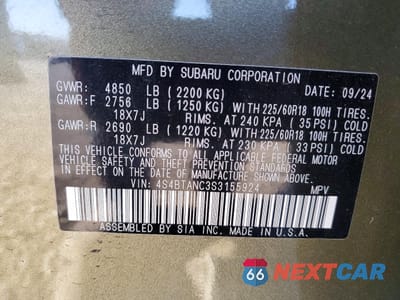 MFD BY SUBARU CORPORATION
DATE: 09/24
GVWR: 4850 LB (2200 KG)
GAWR:F 2756 LB (1250 KG) WITH 225/60R18 100H TIRES.
18X7J RIMS. AT 240 KPA (35 PSI) COLD
GAWR:R 2690 LB (1220 KG) WITH 225/60R18 100H TIRES.
18X7J RIMS. AT 230 KPA (33 PSI) COLD
THIS VEHICLE CONFORMS TO ALL APPLICABLE FEDERAL MOTOR
VEHICLE SAFETY AND THEFT PREVENTION STANDARDS
IN EFFECT ON THE DATE OF MANUFACTURE SHOWN ABOVE.
VIN: 4S4BTANC3S3155924 MPV
ASSEMBLED BY SIA, INC. MADE IN U.S.A.
66 NEXTCAR